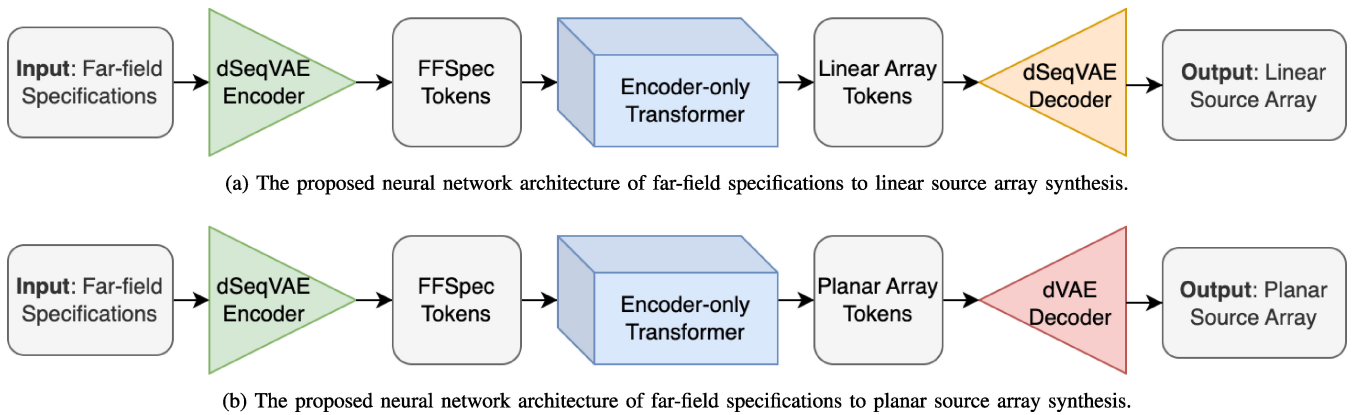 Input: Far-field
Specifications
dSeqVAE
Encoder
FFSpec
Tokens
Encoder-only
Transformer
Linear Array
Tokens
dSeqVAE
Decoder
Output: Linear
Source Array
(a) The proposed neural network architecture of far-field specifications to linear source array synthesis.
Input: Far-field
Specifications
dSeqVAE
Encoder
FFSpec
Tokens
Encoder-only
Transformer
Planar Array
Tokens
dVAE
Decoder
Output: Planar
Source Array
(b) The proposed neural network architecture of far-field specifications to planar source array synthesis.